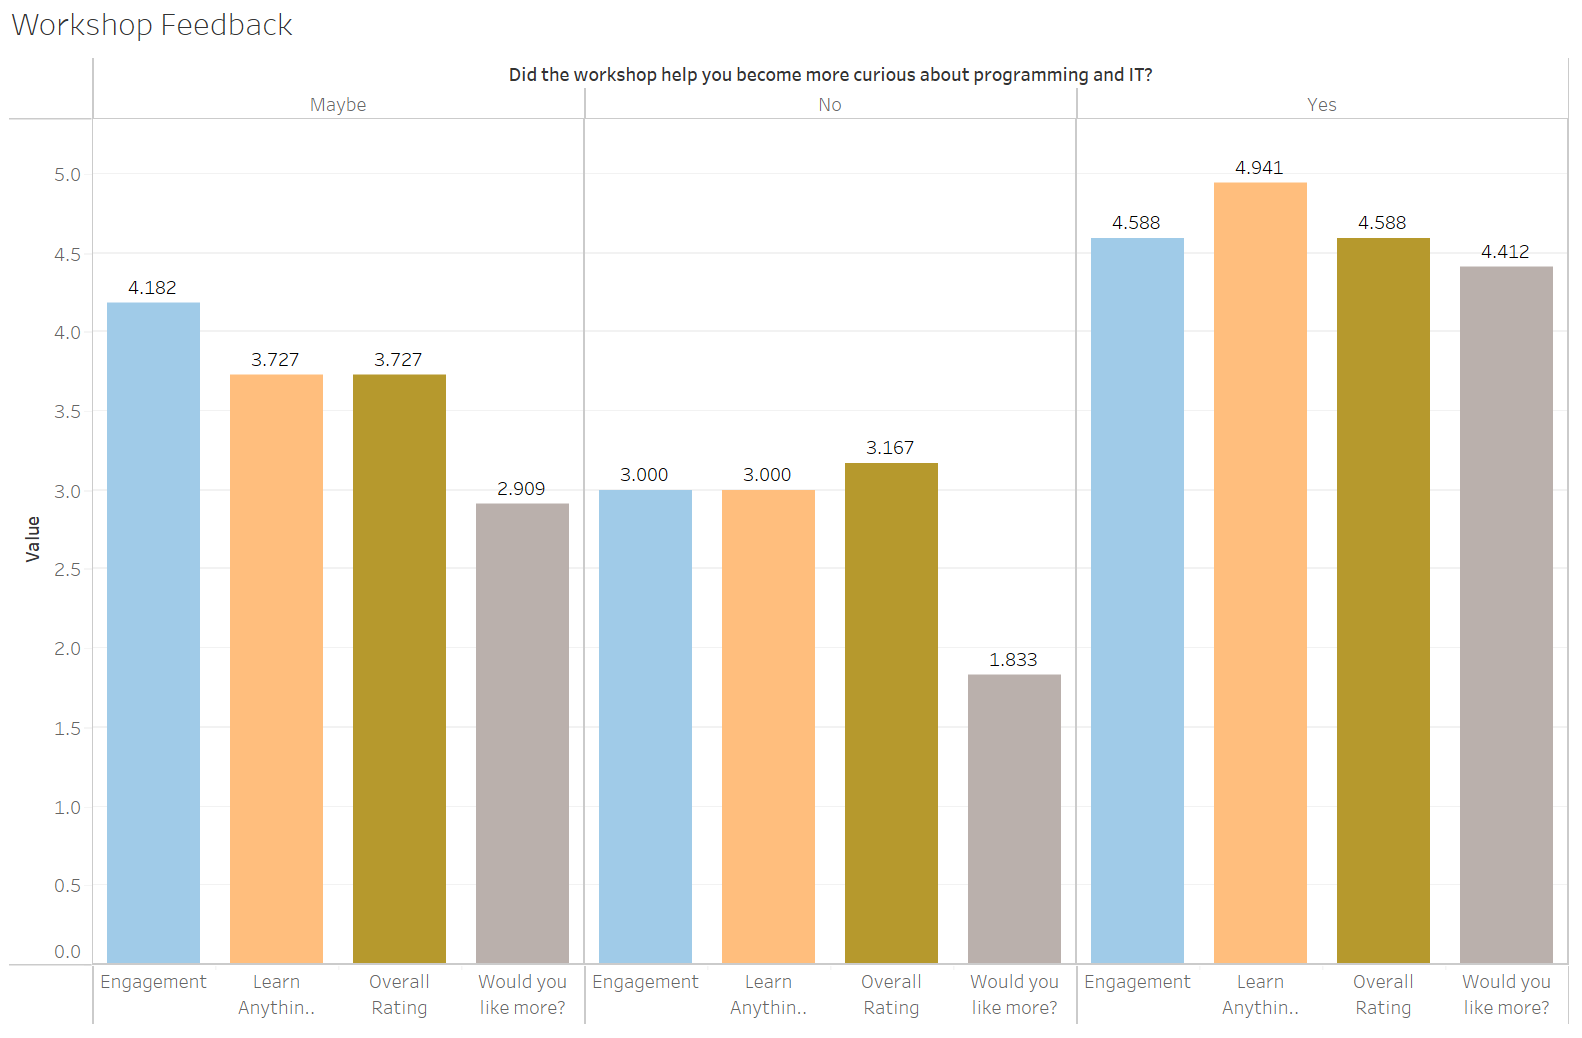 Workshop Feedback
Did the workshop help you become more curious about programming and IT?
Maybe
No
Yes
Value
5.0
4.5
4.0
3.5
3.0
2.5
2.0
1.5
1.0
0.5
0.0
4.182
3.727
3.727
2.909
3.000
3.000
3.167
1.833
4.588
4.941
4.588
4.412
Engagement
Learn
Anythin..
Overall
Rating
Would you
like more?
Engagement
Learn
Anythin..
Overall
Rating
Would you
like more?
Engagement
Learn
Anythin..
Overall
Rating
Would you
like more?